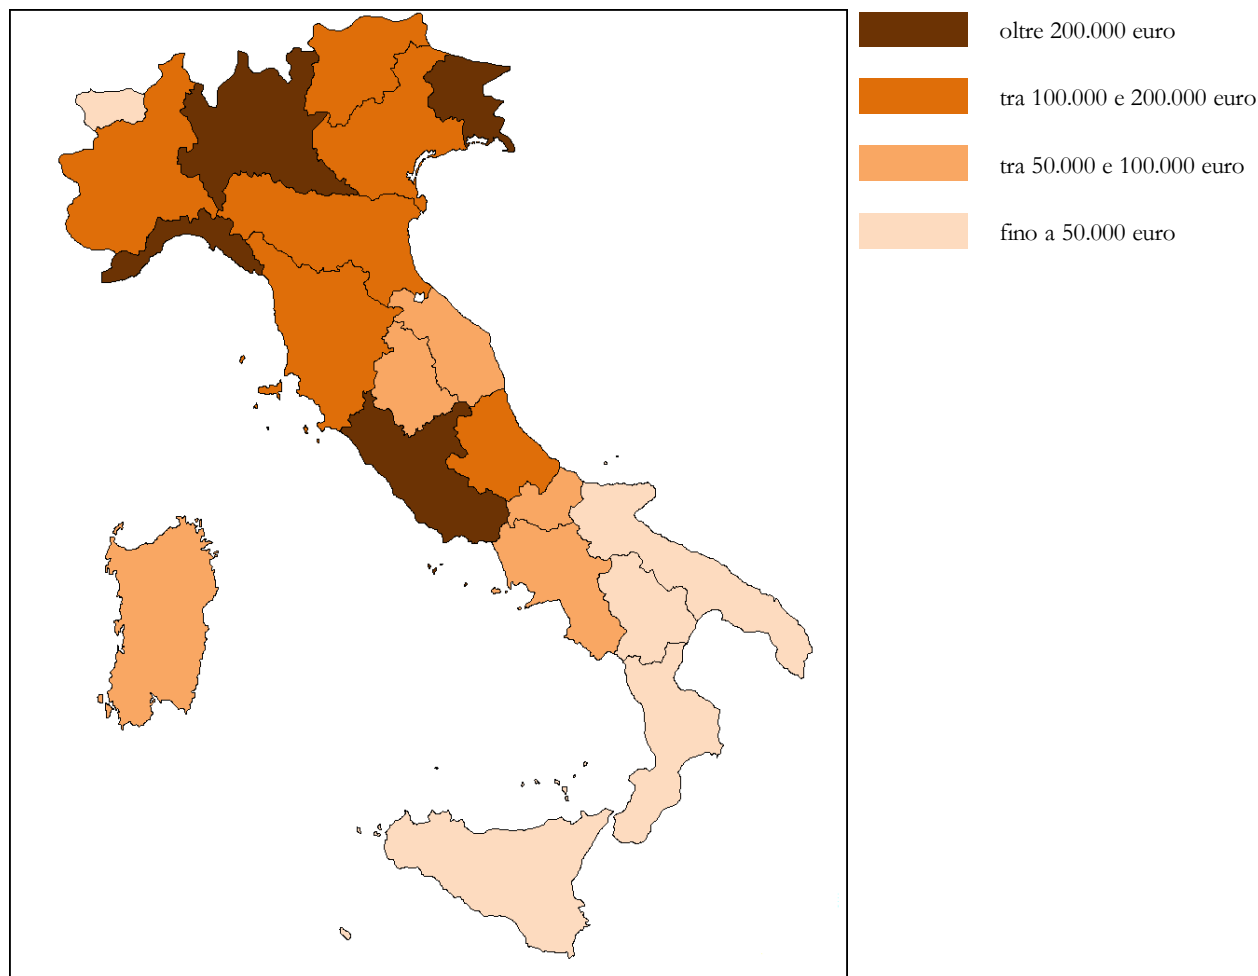 oltre 200.000 euro
tra 100.000 e 200.000 euro
tra 50.000 e 100.000 euro
fino a 50.000 euro